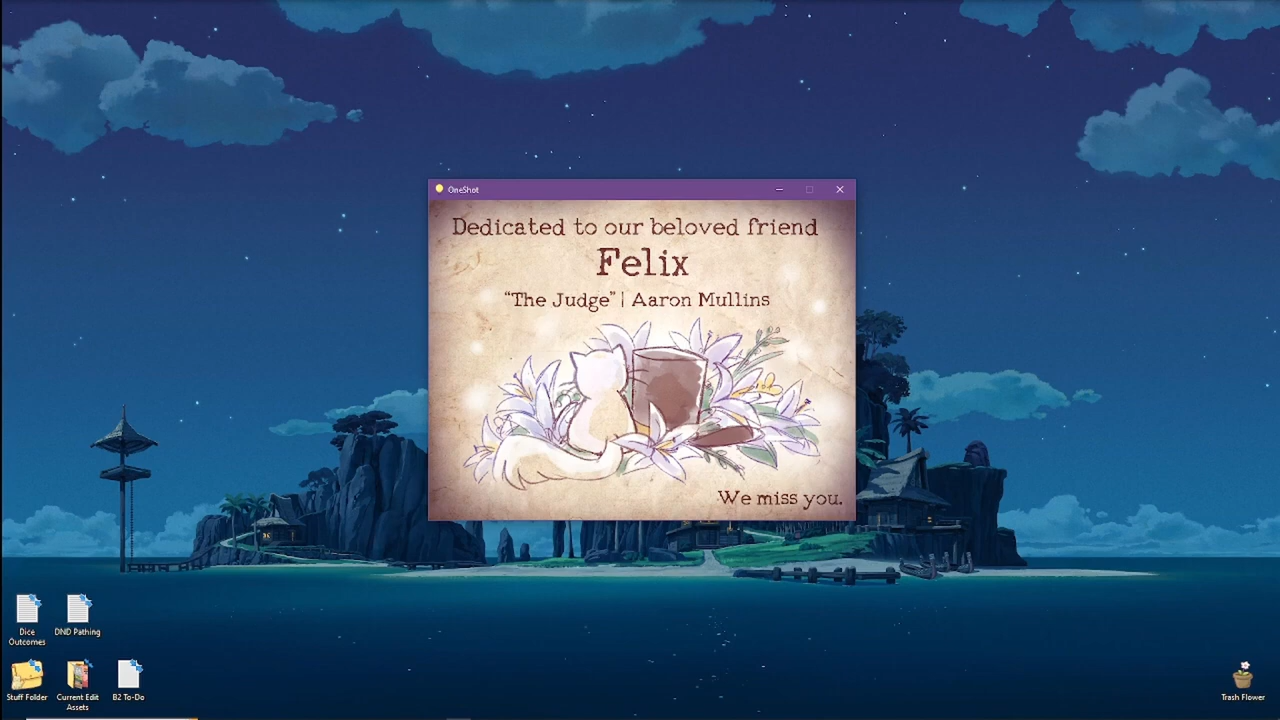 OneShot
Dedicated to our beloved friend
Felix
“The Judge” | Aaron Mullins
We miss you.
Dice
Outcomes
DND Pathing
Stuff Folder
Current Edit
Assets
B2 To-Do
Trash Flower